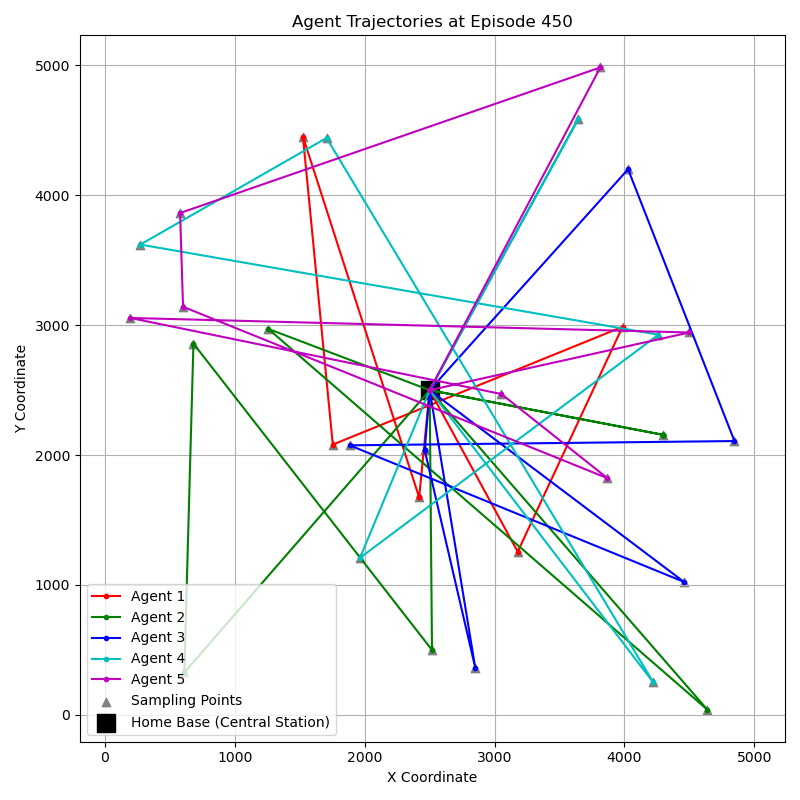 Agent Trajectories at Episode 450
Y Coordinate
5000
4000
3000
2000
1000
0
Agent 1
Agent 2
Agent 3
Agent 4
Agent 5
Sampling Points
Home Base (Central Station)
0 1000 2000 3000 4000 5000
X Coordinate